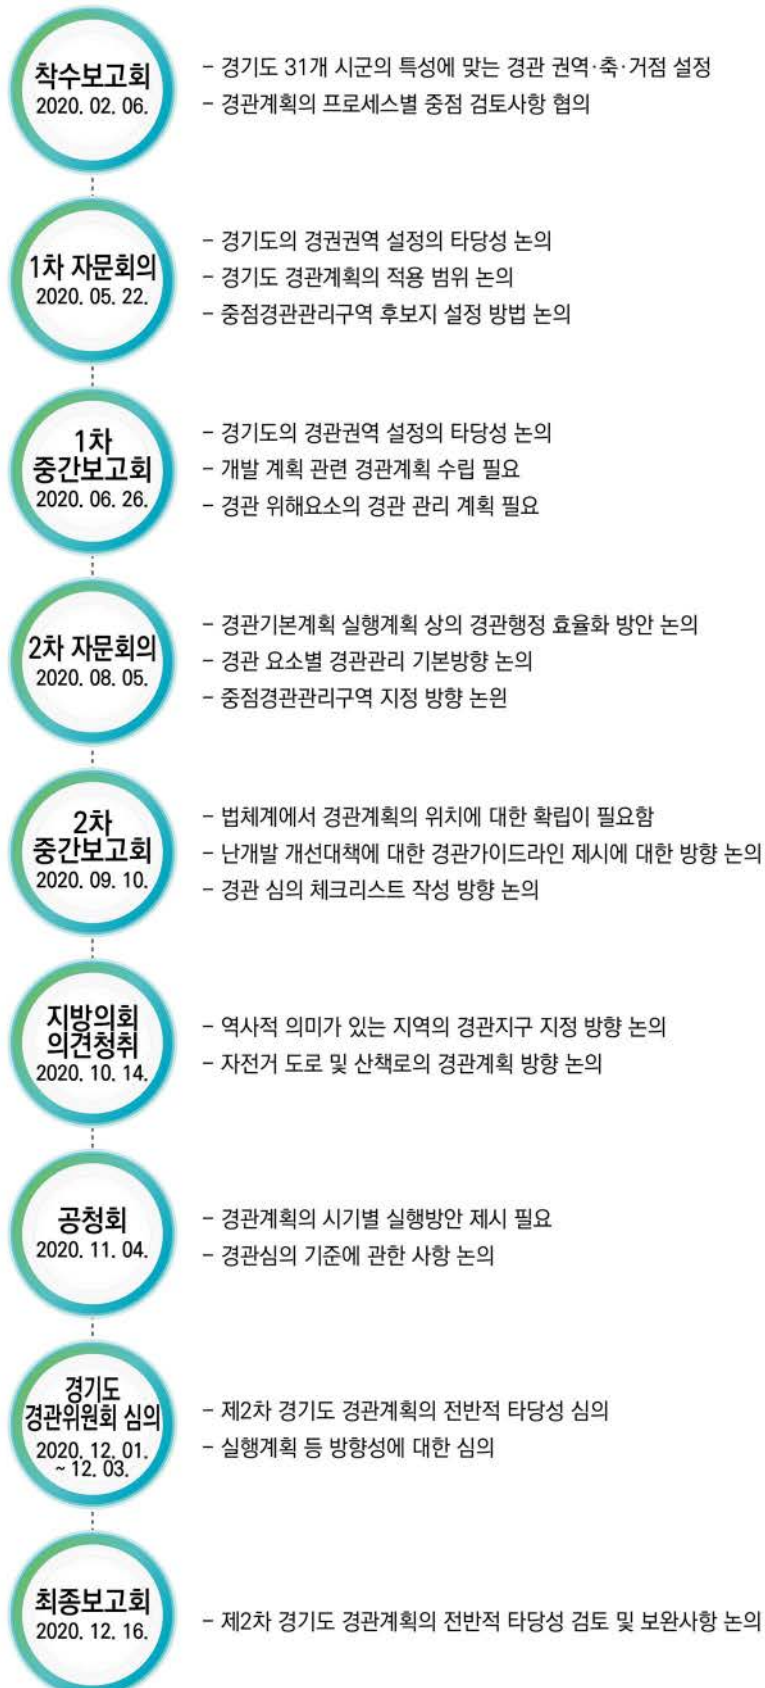 착수보고회
2020. 02. 06.
- 경기도 31개 시군의 특성에 맞는 경관 권역·축·거점 설정
- 경관계획의 프로세스별 중점 검토사항 협의
1차 자문회의
2020. 05. 22.
- 경기도의 경권권역 설정의 타당성 논의
- 경기도 경관계획의 적용 범위 논의
- 중점경관관리구역 후보지 설정 방법 논의
1차
중간보고회
2020. 06. 26.
- 경기도의 경관권역 설정의 타당성 논의
- 개발 계획 관련 경관계획 수립 필요
- 경관 위해요소의 경관 관리 계획 필요
2차 자문회의
2020. 08. 05.
- 경관기본계획 실행계획 상의 경관행정 효율화 방안 논의
- 경관 요소별 경관관리 기본방향 논의
- 중점경관관리구역 지정 방향 논읜
2차
중간보고회
2020. 09. 10.
- 법체계에서 경관계획의 위치에 대한 확립이 필요함
- 난개발 개선대책에 대한 경관가이드라인 제시에 대한 방향 논의
- 경관 심의 체크리스트 작성 방향 논의
지방의회
의견청취
2020. 10. 14.
- 역사적 의미가 있는 지역의 경관지구 지정 방향 논의
- 자전거 도로 및 산책로의 경관계획 방향 논의
공청회
2020. 11. 04.
- 경관계획의 시기별 실행방안 제시 필요
- 경관심의 기준에 관한 사항 논의
경기도
경관위원회 심의
2020. 12. 01.
~ 12. 03.
- 제2차 경기도 경관계획의 전반적 타당성 심의
- 실행계획 등 방향성에 대한 심의
최종보고회
2020. 12. 16.
- 제2차 경기도 경관계획의 전반적 타당성 검토 및 보완사항 논의